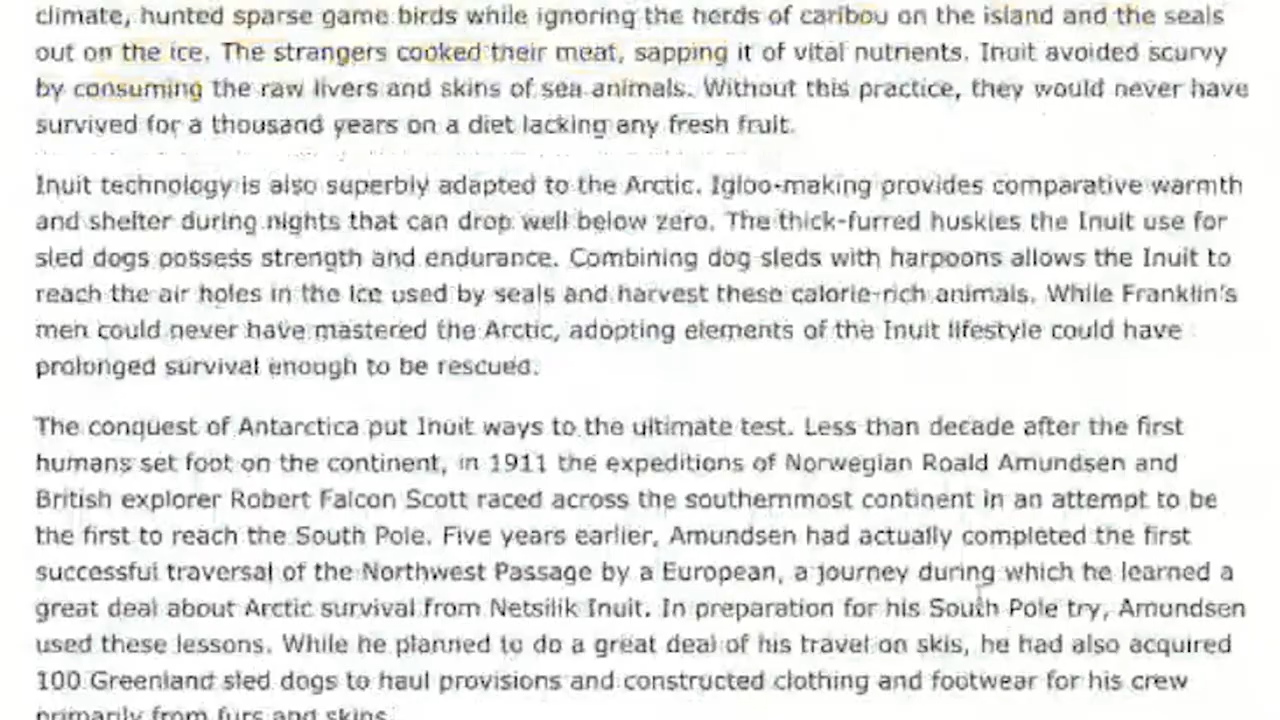 climate, hunted sparse game birds while ignoring the herds of caribou on the island and the seals
out on the ice. The strangers cooked their meat, sapping it of vital nutrients. Inuit avoided scurvy
by consuming the raw livers and skins of sea animals. Without this practice, they would never have
survived for a thousand years on a diet lacking any fresh fruit.
Inuit technology is also superbly adapted to the Arctic. Igloo-making provides comparative warmth
and shelter during nights that can drop well below zero. The thick-furred huskies the Inuit use for
sled dogs possess strength and endurance. Combining dog sleds with harpoons allows the Inuit to
reach the air holes in the ice used by seals and harvest these calorie-rich animals. While Franklin's
men could never have mastered the Arctic, adopting elements of the Inuit lifestyle could have
prolonged survival enough to be rescued.
The conquest of Antarctica put Inuit ways to the ultimate test. Less than decade after the first
humans set foot on the continent, in 1911 the expeditions of Norwegian Roald Amundsen and
British explorer Robert Falcon Scott raced across the southernmost continent in an attempt to be
the first to reach the South Pole. Five years earlier, Amundsen had actually completed the first
successful traversal of the Northwest Passage by a European, a journey during which he learned a
great deal about Arctic survival from Netsilik Inuit. In preparation for his South Pole try, Amundsen
used these lessons. While he planned to do a great deal of his travel on skis, he had also acquired
100 Greenland sled dogs to haul provisions and constructed clothing and footwear for his crew
primarily from furs and skins.